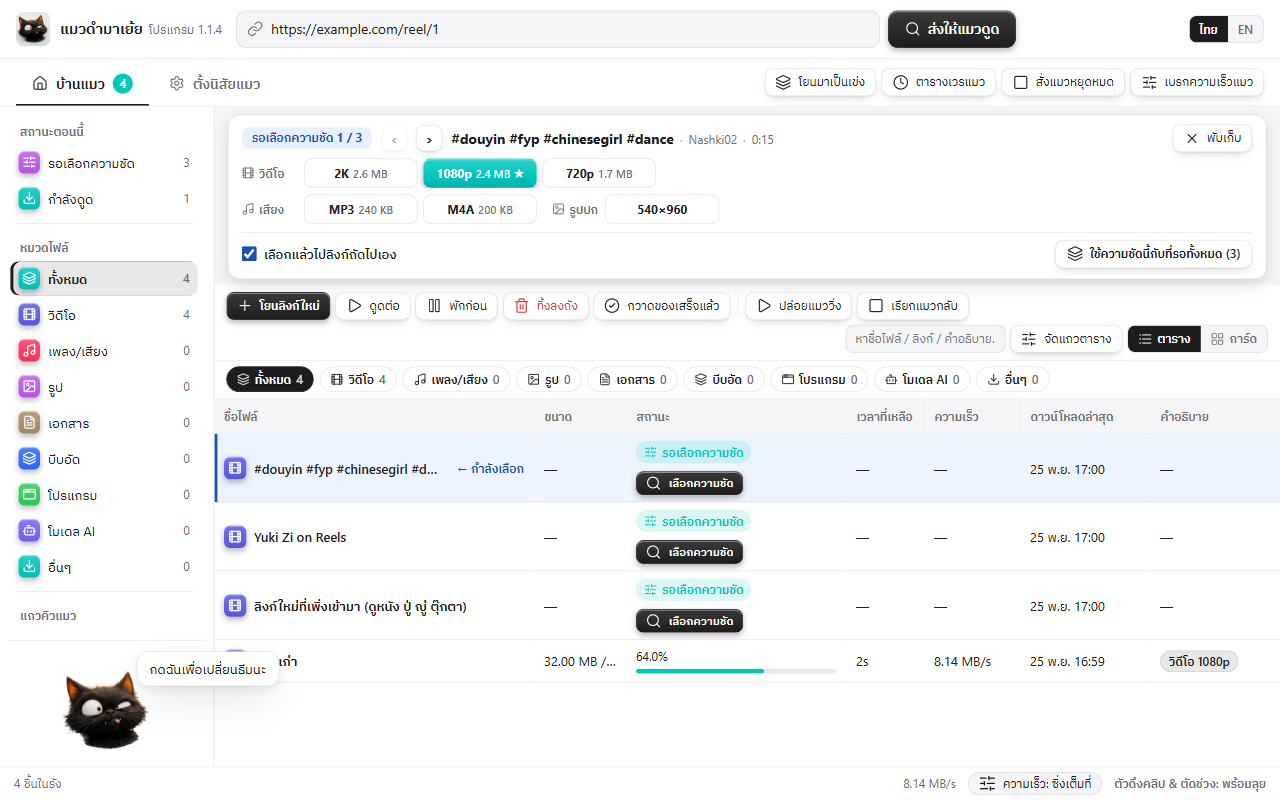 แมวดำมาเย้ย โปรแกรม 1.1.4 https://example.com/reel/1 ส่งให้แมวดูด ไทย EN
บ้านแมว 4 ตั้งนิสัยแมว โยนมาเป็นเข่ง ตารางเวรแมว สั่งแมวหยุดหมด เบรกความเร็วแมว
สถานะตอนนี้
รอเลือกความชัด 3
กำลังดูด 1
หมวดไฟล์
ทั้งหมด 4
วิดีโอ 4
เพลง/เสียง 0
รูป 0
เอกสาร 0
บีบอัด 0
โปรแกรม 0
โมเดล AI 0
อื่นๆ 0
แถวคิวแมว
กดฉันเพื่อเปลี่ยนธีมนะ
รอเลือกความชัด 1 / 3 ‹ › #douyin #fyp #chinesegirl #dance · Nashki02 · 0:15 พับเก็บ
วิดีโอ 2K 2.6 MB 1080p 2.4 MB ★ 720p 1.7 MB
เสียง MP3 240 KB M4A 200 KB รูปปก 540×960
เลือกแล้วไปลิงก์ถัดไปเอง ใช้ความชัดนี้กับที่รอทั้งหมด (3)
โยนลิงก์ใหม่ ดูดต่อ พักก่อน ทิ้งลงถัง กวาดของเสร็จแล้ว ปล่อยแมววิ่ง เรียกแมวกลับ
หาชื่อไฟล์ / ลิงก์ / คำอธิบาย. จัดแถวตาราง ตาราง การ์ด
ทั้งหมด 4 วิดีโอ 4 เพลง/เสียง 0 รูป 0 เอกสาร 0 บีบอัด 0 โปรแกรม 0 โมเดล AI 0 อื่นๆ 0
ชื่อไฟล์ ขนาด สถานะ เวลาที่เหลือ ความเร็ว ดาวน์โหลดล่าสุด คำอธิบาย
#douyin #fyp #chinesegirl #d... ← กำลังเลือก — รอเลือกความชัด เลือกความชัด — — 25 พ.ย. 17:00 —
Yuki Zi on Reels — รอเลือกความชัด เลือกความชัด — — 25 พ.ย. 17:00 —
ลิงก์ใหม่ที่เพิ่งเข้ามา (ดูหนัง ปู่ ญู่ ตุ๊กตา) — รอเลือกความชัด เลือกความชัด — — 25 พ.ย. 17:00 —
เก่า 32.00 MB /... 64.0% 2s 8.14 MB/s 25 พ.ย. 16:59 วิดีโอ 1080p
4 ชิ้นในรัง 8.14 MB/s ความเร็ว: ซิ่งเต็มที่ ตัวดึงคลิป & ตัดช่วง: พร้อมลุย